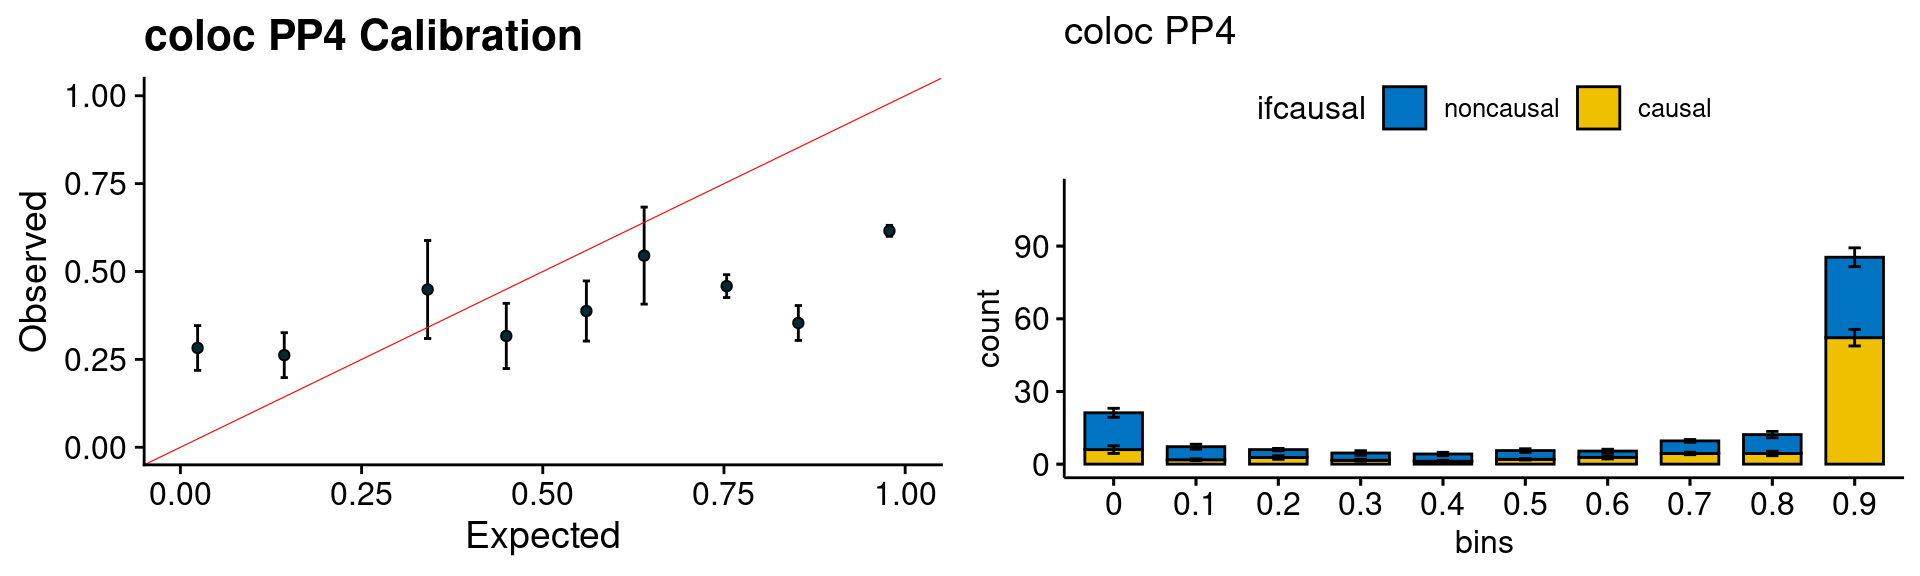 coloc PP4 Calibration
1.00
0.75
0.50
0.25
0.00
Observed
0.00 0.25 0.50 0.75 1.00
Expected
coloc PP4
ifcausal noncausal causal
90
60
30
0
count
0 0.1 0.2 0.3 0.4 0.5 0.6 0.7 0.8 0.9
bins